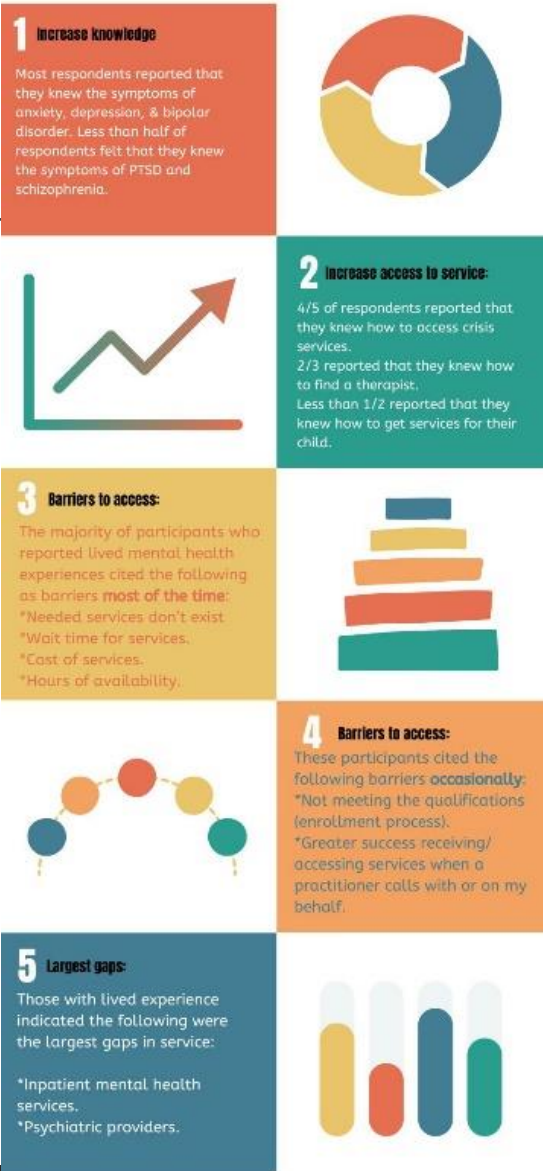 1 Increase knowledge
Most respondents reported that
they knew the symptoms of
anxiety, depression, & bipolar
disorder. Less than half of
respondents felt that they knew
the symptoms of PTSD and
schizophrenia.
2 Increase access to service:
4/5 of respondents reported that
they knew how to access crisis
services.
2/3 reported that they knew how
to find a therapist.
Less than 1/2 reported that they
knew how to get services for their
child.
3 Barriers to access:
The majority of participants who
reported lived mental health
experiences cited the following
as barriers most of the time:
*Needed services don't exist
*Wait time for services.
*Cost of services.
*Hours of availability.
4 Barriers to access:
These participants cited the
following barriers occasionally:
*Not meeting the qualifications
(enrollment process).
*Greater success receiving/
accessing services when a
practitioner calls with or on my
behalf.
5 Largest gaps:
Those with lived experience
indicated the following were
the largest gaps in service:
*Inpatient mental health
services.
*Psychiatric providers.